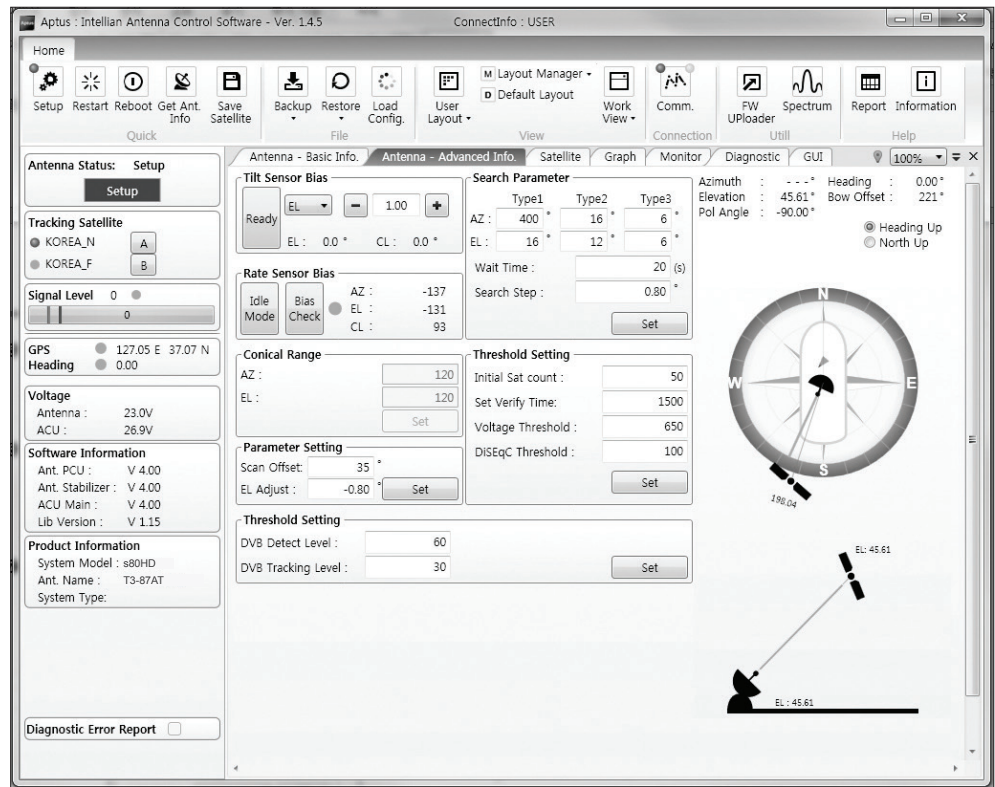 Aptus
Aptus : Intellian Antenna Control Software - Ver. 1.4.5
ConnectInfo : USER
Home
Setup
Restart
Reboot
Get Ant. Info
Save Satellite
Quick
Backup
Restore
Load Config.
File
User Layout
M Layout Manager
D Default Layout
Work View
View
Comm.
Connection
FW UPloader
Spectrum
Utill
Report
Information
Help
Antenna Status: Setup
Setup
Tracking Satellite
KOREA_N A
KOREA_F B
Signal Level 0
0
GPS 127.05 E 37.07 N
Heading 0.00
Voltage
Antenna : 23.0V
ACU : 26.9V
Software Information
Ant. PCU : V 4.00
Ant. Stabilizer : V 4.00
ACU Main : V 4.00
Lib Version : V 1.15
Product Information
System Model : s80HD
Ant. Name : T3-87AT
System Type:
Diagnostic Error Report
Antenna - Basic Info.
Antenna - Advanced Info.
Satellite
Graph
Monitor
Diagnostic
GUI
100%
Tilt Sensor Bias
Ready
EL - 1.00 +
EL : 0.0 ° CL : 0.0 °
Rate Sensor Bias
Idle Mode
Bias Check
AZ : -137
EL : -131
CL : 93
Conical Range
AZ : 120
EL : 120
Set
Parameter Setting
Scan Offset: 35 °
EL Adjust : -0.80 ° Set
Search Parameter
Type1 Type2 Type3
AZ : 400 ° 16 ° 6 °
EL : 16 ° 12 ° 6 °
Wait Time : 20 (s)
Search Step : 0.80 °
Set
Threshold Setting
Initial Sat count : 50
Set Verify Time: 1500
Voltage Threshold : 650
DiSEqC Threshold : 100
Set
Threshold Setting
DVB Detect Level : 60
DVB Tracking Level : 30
Set
Azimuth : - - -° Heading : 0.00°
Elevation : 45.61° Bow Offset : 221°
Pol Angle : -90.00°
Heading Up
North Up
N
W
E
S
198.04
EL: 45.61
EL : 45.61